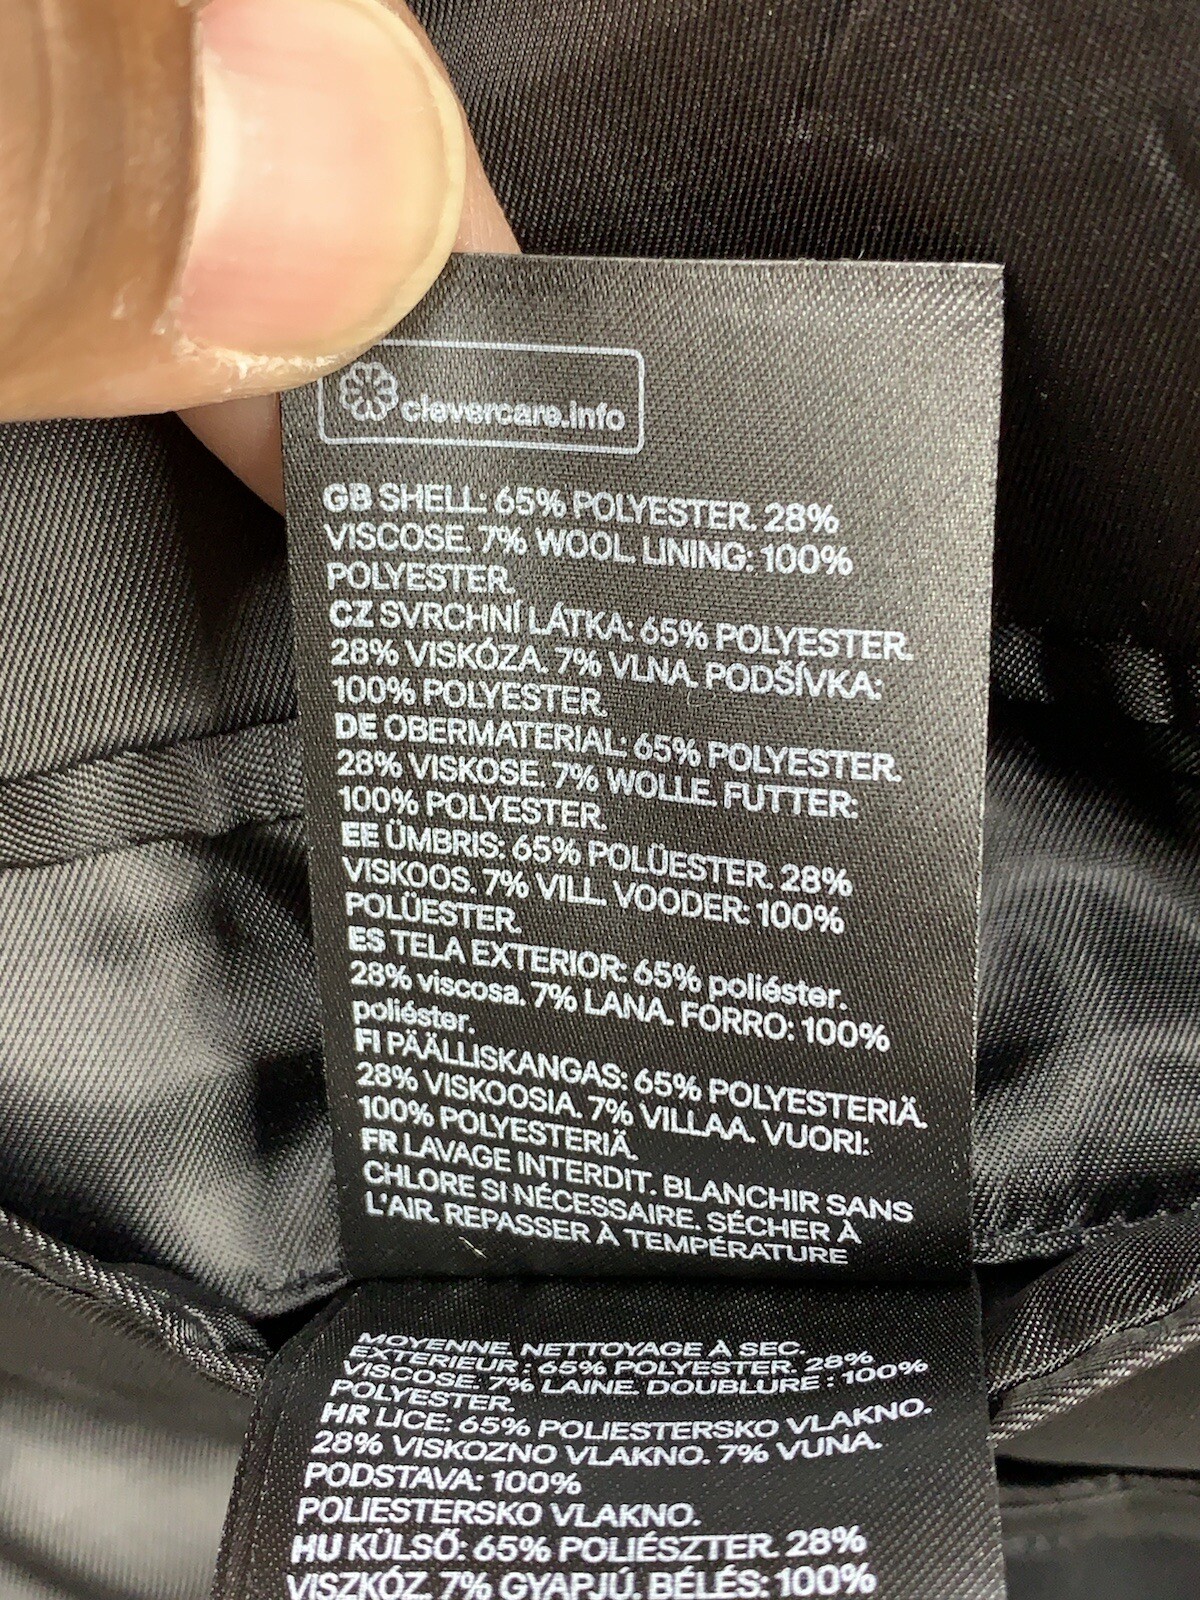 clevercare.info
GB SHELL: 65% POLYESTER. 28%
VISCOSE. 7% WOOL. LINING: 100%
POLYESTER.
CZ SVRCHNÍ LÁTKA: 65% POLYESTER.
28% VISKÓZA. 7% VLNA. PODŠÍVKA:
100% POLYESTER.
DE OBERMATERIAL: 65% POLYESTER.
28% VISKOSE. 7% WOLLE. FUTTER:
100% POLYESTER.
EE ÜMBRIS: 65% POLÜESTER. 28%
VISKOOS. 7% VILL. VOODER: 100%
POLÜESTER.
ES TELA EXTERIOR: 65% poliéster.
28% viscosa. 7% LANA. FORRO: 100%
poliéster.
FI PÄÄLLISKANGAS: 65% POLYESTERIÄ.
28% VISKOOSIA. 7% VILLAA. VUORI:
100% POLYESTERIÄ.
FR LAVAGE INTERDIT. BLANCHIR SANS
CHLORE SI NÉCESSAIRE. SÉCHER À
L'AIR. REPASSER À TEMPÉRATURE
MOYENNE. NETTOYAGE À SEC.
EXTERIEUR : 65% POLYESTER. 28%
VISCOSE. 7% LAINE. DOUBLURE : 100%
POLYESTER.
HR LICE: 65% POLIESTERSKO VLAKNO.
28% VISKOZNO VLAKNO. 7% VUNA.
PODSTAVA: 100%
POLIESTERSKO VLAKNO.
HU KÜLSŐ: 65% POLIÉSZTER. 28%
VISZKÓZ. 7% GYAPJÚ. BÉLÉS: 100%